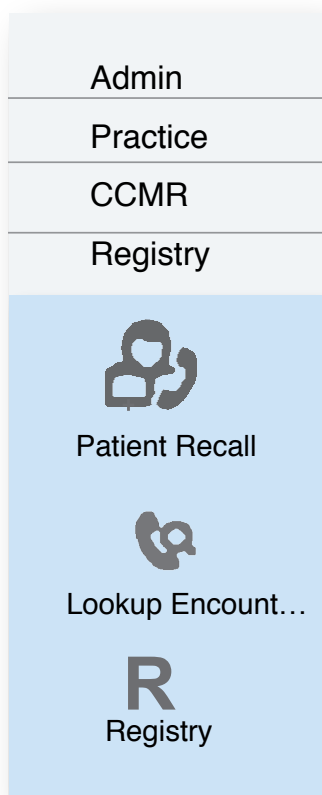 Admin
Practice
CCMR
Registry
Patient Recall
Lookup Encount…
R
Registry